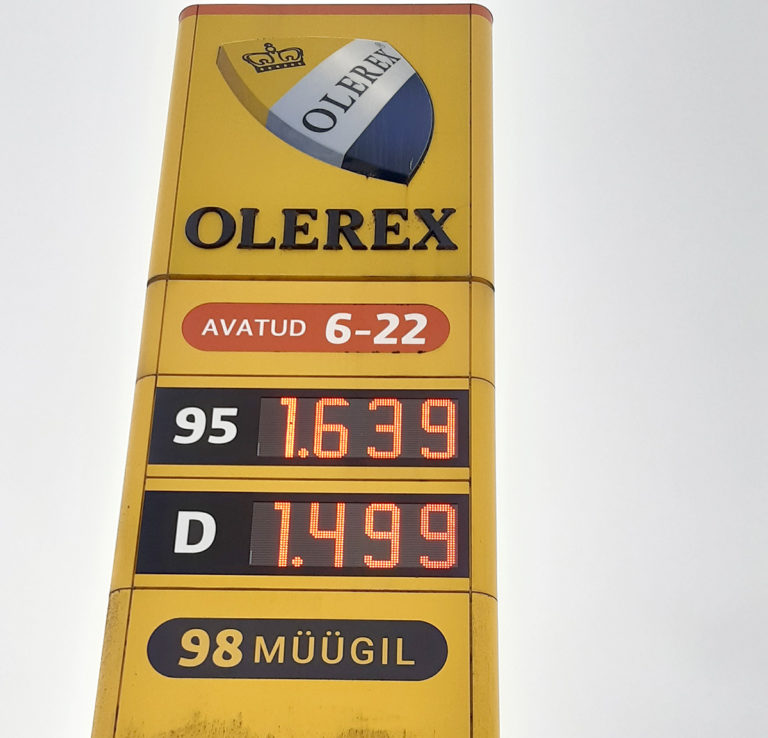 OLEREX®
OLEREX
AVATUD 6-22
95 1.639
D 1.499
98 MÜÜGIL